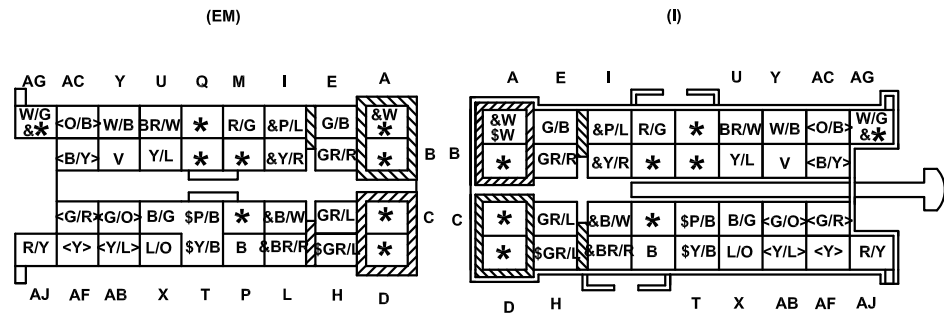 (EM) (I)
AG AC Y U Q M I E A
A E I U Y AC AG
W/G &* <O/B> W/B BR/W * R/G &P/L G/B &W *
&W $W G/B &P/L R/G * BR/W W/B <O/B> W/G &*
<B/Y> V Y/L * * &Y/R GR/R * B
B * GR/R &Y/R * * Y/L V <B/Y>
<G/R> <G/O> B/G $P/B * &B/W GR/L * C
C * GR/L &B/W * $P/B B/G <G/O> <G/R>
R/Y <Y> <Y/L> L/O $Y/B B &BR/R $GR/L *
* $GR/L &BR/R B $Y/B L/O <Y/L> <Y> R/Y
AJ AF AB X T P L H D
D H T X AB AF AJ